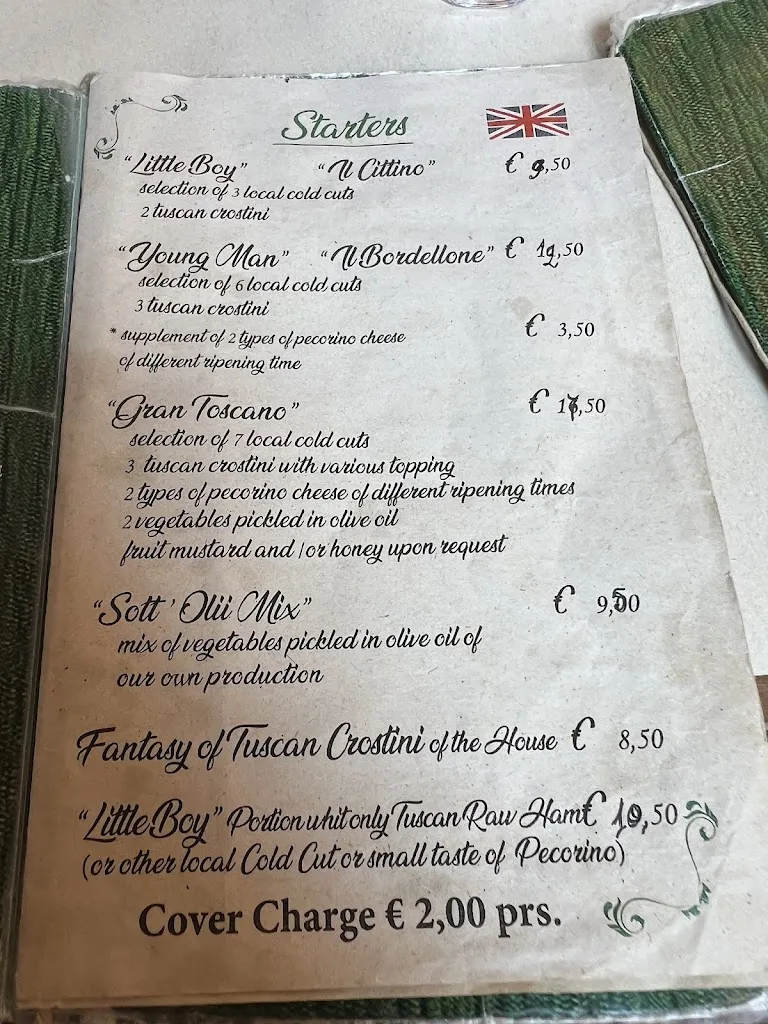 Starters
"Little Boy" "Il Cittino" € 9,50
selection of 3 local cold cuts
2 tuscan crostini
"Young Man" "Il Bordellone" € 12,50
selection of 6 local cold cuts
3 tuscan crostini
* supplement of 2 types of pecorino cheese € 3,50
of different ripening time
"Gran Toscano" €
selection of 7 local cold cuts
3 tuscan crostini with various topping
2 types of pecorino cheese of different ripening times
2 vegetables pickled in olive oil
fruit mustard and /or honey upon request
"Sott' Olii Mix" € 9,50
mix of vegetables pickled in olive oil of
our own production
Fantasy of Tuscan Crostini of the House € 8,50
"Little Boy" Portion whit only Tuscan Raw Ham € 10,50
(or other local Cold Cut or small taste of Pecorino)
Cover Charge € 2,00 prs.